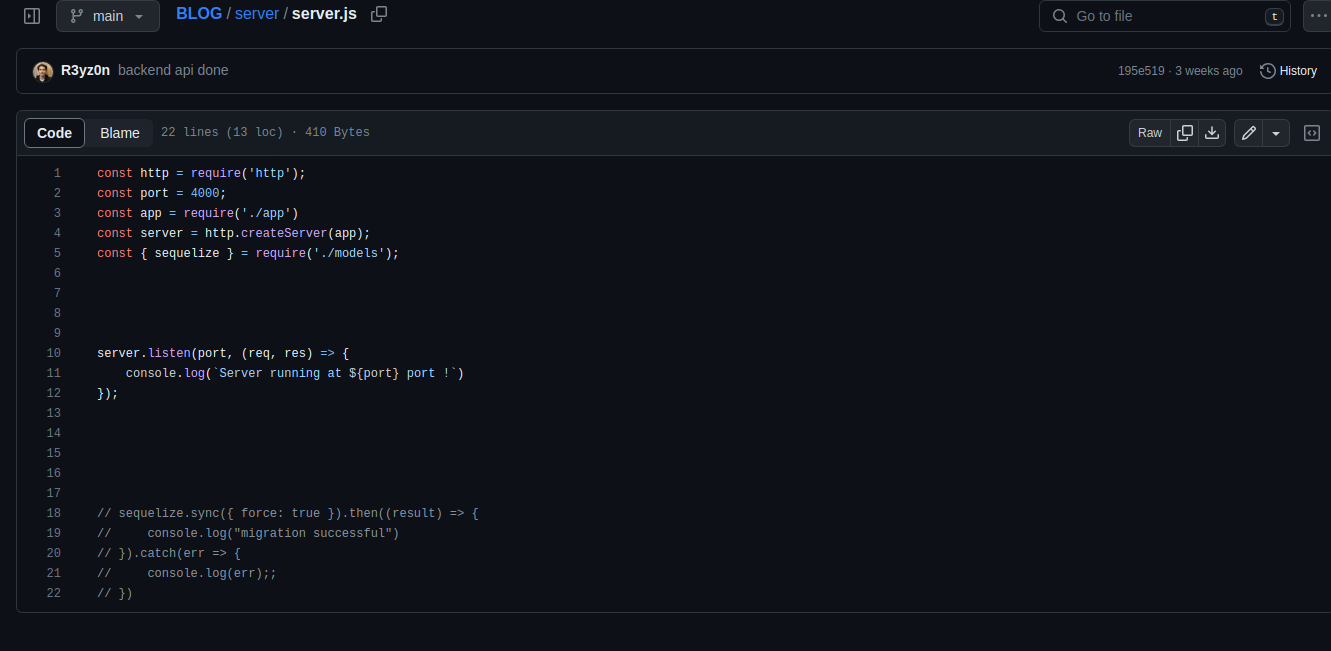 main
BLOG / server / server.js
Go to file
t
R3yz0n backend api done
195e519 · 3 weeks ago
History
Code
Blame
22 lines (13 loc) · 410 Bytes
Raw
1 const http = require('http');
2 const port = 4000;
3 const app = require('./app')
4 const server = http.createServer(app);
5 const { sequelize } = require('./models');
6
7
8
9
10 server.listen(port, (req, res) => {
11     console.log(`Server running at ${port} port !`)
12 });
13
14
15
16
17
18 // sequelize.sync({ force: true }).then((result) => {
19 //     console.log("migration successful")
20 // }).catch(err => {
21 //     console.log(err);;
22 // })